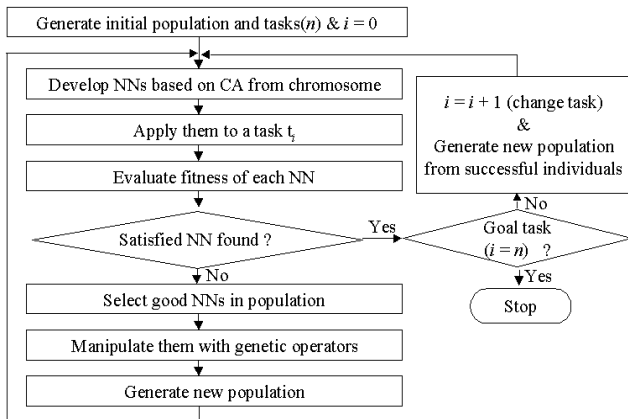 Generate initial population and tasks(n) & i = 0
Develop NNs based on CA from chromosome
Apply them to a task ti
Evaluate fitness of each NN
Satisfied NN found ?
Yes
No
Select good NNs in population
Manipulate them with genetic operators
Generate new population
i = i + 1 (change task)
&
Generate new population
from successful individuals
No
Goal task
(i = n) ?
Yes
Stop